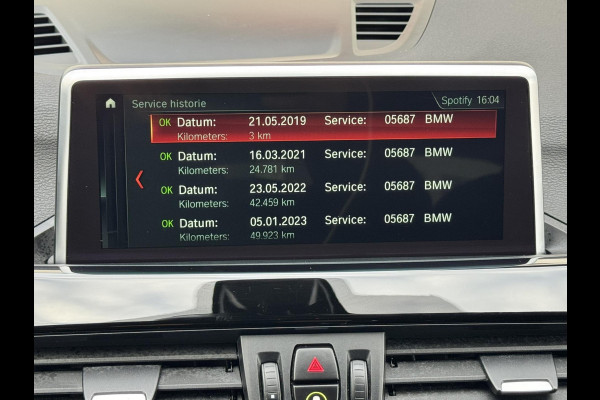 Service historie
Spotify 16:04
OK Datum: 21.05.2019 Service: 05687 BMW
Kilometers: 3 km
OK Datum: 16.03.2021 Service: 05687 BMW
Kilometers: 24.781 km
OK Datum: 23.05.2022 Service: 05687 BMW
Kilometers: 42.459 km
OK Datum: 05.01.2023 Service: 05687 BMW
Kilometers: 49.923 km